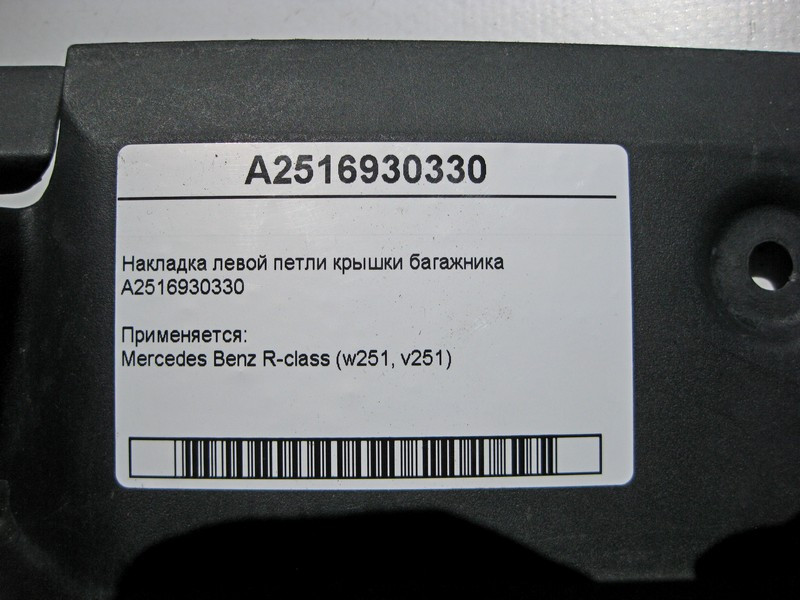 A2516930330
Накладка левой петли крышки багажника
A2516930330
Применяется:
Mercedes Benz R-class (w251, v251)